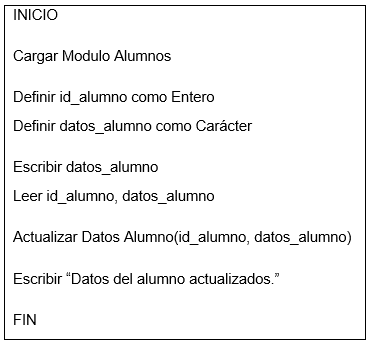 INICIO
Cargar Modulo Alumnos
Definir id_alumno como Entero
Definir datos_alumno como Carácter
Escribir datos_alumno
Leer id_alumno, datos_alumno
Actualizar Datos Alumno(id_alumno, datos_alumno)
Escribir “Datos del alumno actualizados.”
FIN